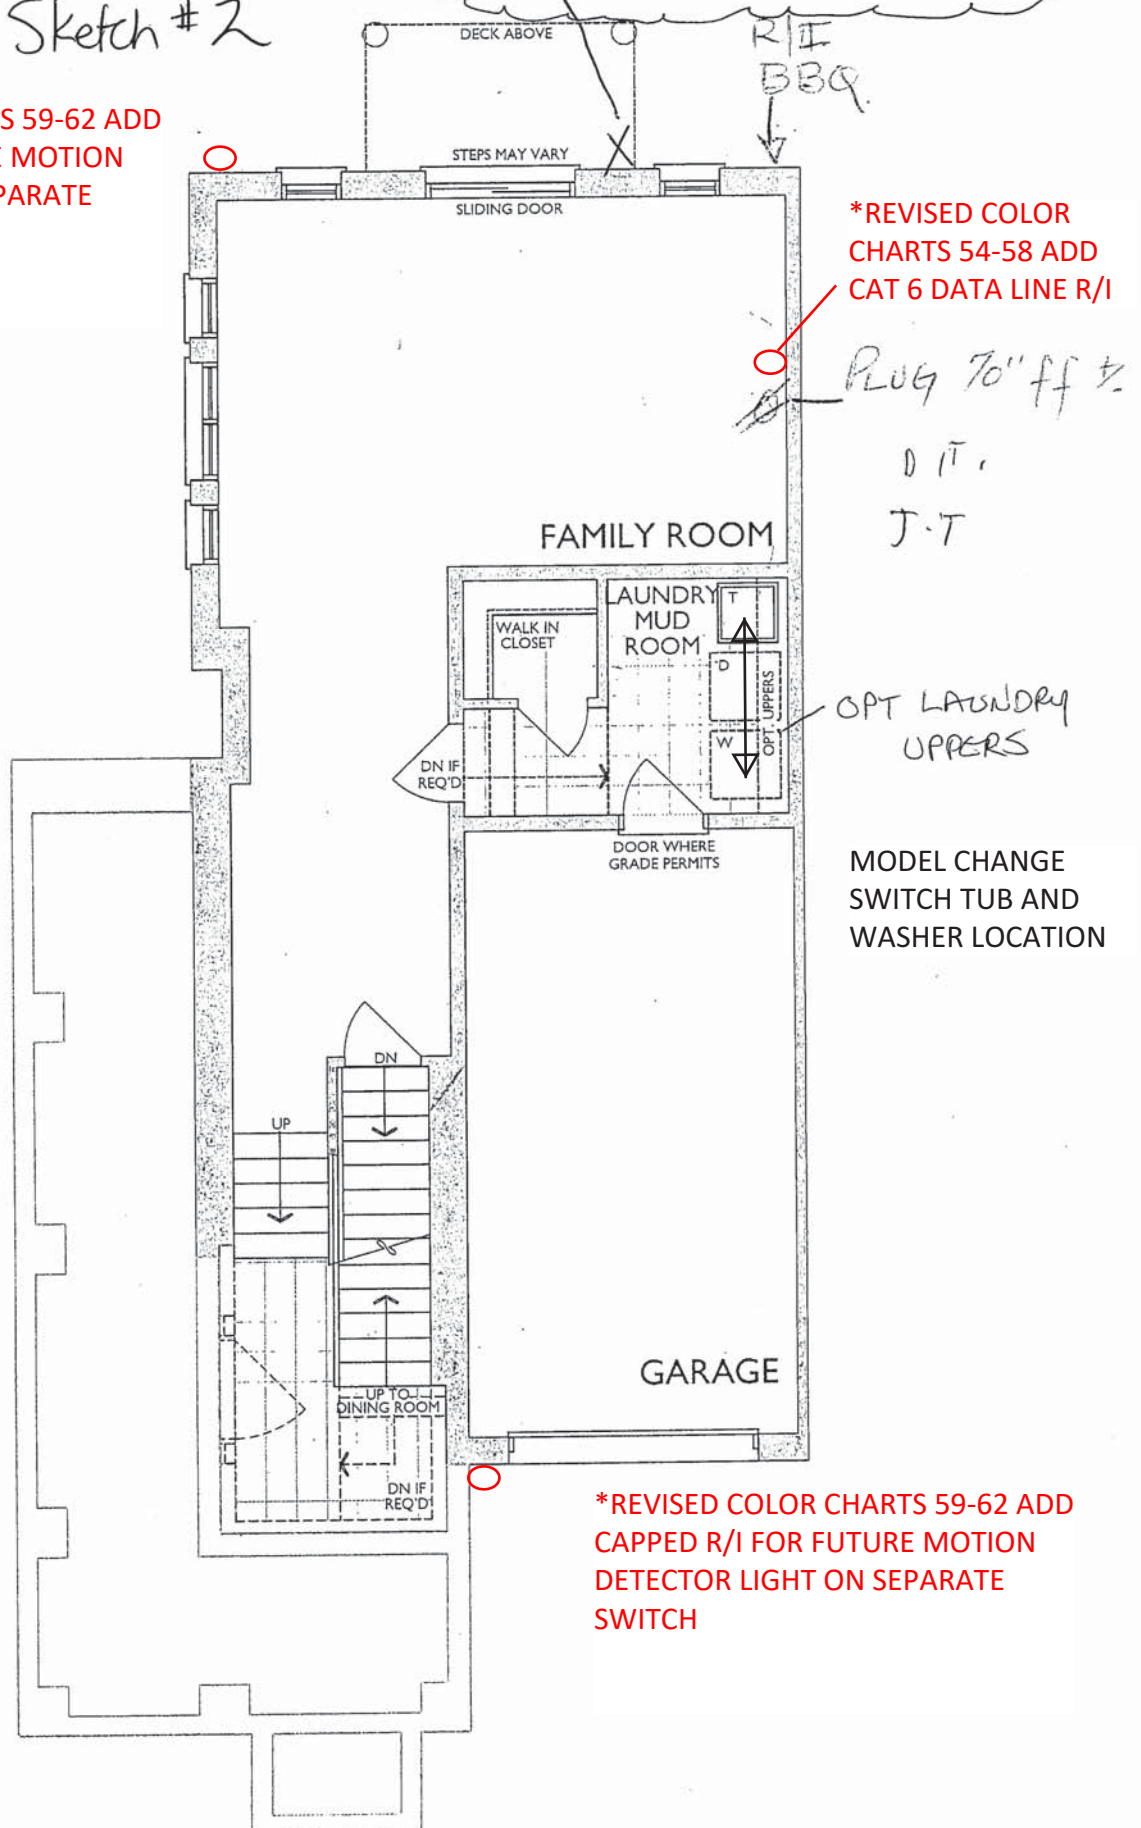 Sketch #2
DECK ABOVE
R/I
BBQ.
S 59-62 ADD
MOTION
PARATE
STEPS MAY VARY
SLIDING DOOR
*REVISED COLOR
CHARTS 54-58 ADD
CAT 6 DATA LINE R/I
PLUG 70" ff
J.T
FAMILY ROOM
LAUNDRY
MUD
ROOM
T
WALK IN
CLOSET
D
OPT. UPPERS
W
OPT LAUNDRY
UPPERS
DN IF
REQ'D
DOOR WHERE
GRADE PERMITS
MODEL CHANGE
SWITCH TUB AND
WASHER LOCATION
DN
UP
GARAGE
UP TO
DINING ROOM
DN IF
REQ'D
*REVISED COLOR CHARTS 59-62 ADD
CAPPED R/I FOR FUTURE MOTION
DETECTOR LIGHT ON SEPARATE
SWITCH